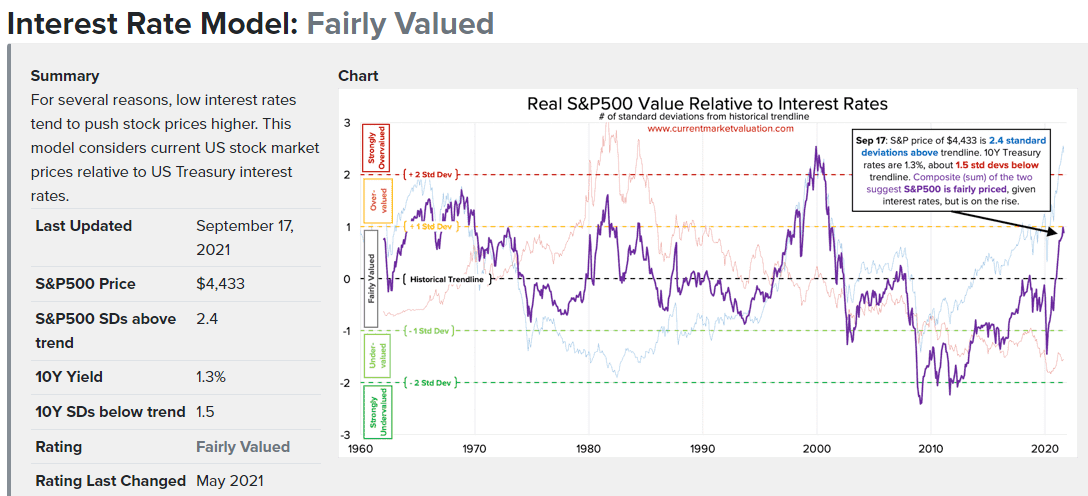 Interest Rate Model: Fairly Valued
Summary
For several reasons, low interest rates
tend to push stock prices higher. This
model considers current US stock market
prices relative to US Treasury interest
rates.
Last Updated September 17,
2021
S&P500 Price $4,433
S&P500 SDs above 2.4
trend
10Y Yield 1.3%
10Y SDs below trend 1.5
Rating Fairly Valued
Rating Last Changed May 2021
Chart
Real S&P500 Value Relative to Interest Rates
# of standard deviations from historical trendline
www.currentmarketvaluation.com
Sep 17: S&P price of $4,433 is 2.4 standard
deviations above trendline. 10Y Treasury
rates are 1.3%, about 1.5 std devs below
trendline. Composite (sum) of the two
suggest S&P500 is fairly priced, given
interest rates, but is on the rise.
3
2
1
0
-1
-2
-3
Strongly
Overvalued
Over-
valued
Fairly Valued
Under-
valued
Strongly
Undervalued
{ + 2 Std Dev }
{ + 1 Std Dev }
{ Historical Trendline }
{ - 1 Std Dev }
{ - 2 Std Dev }
1960 1970 1980 1990 2000 2010 2020